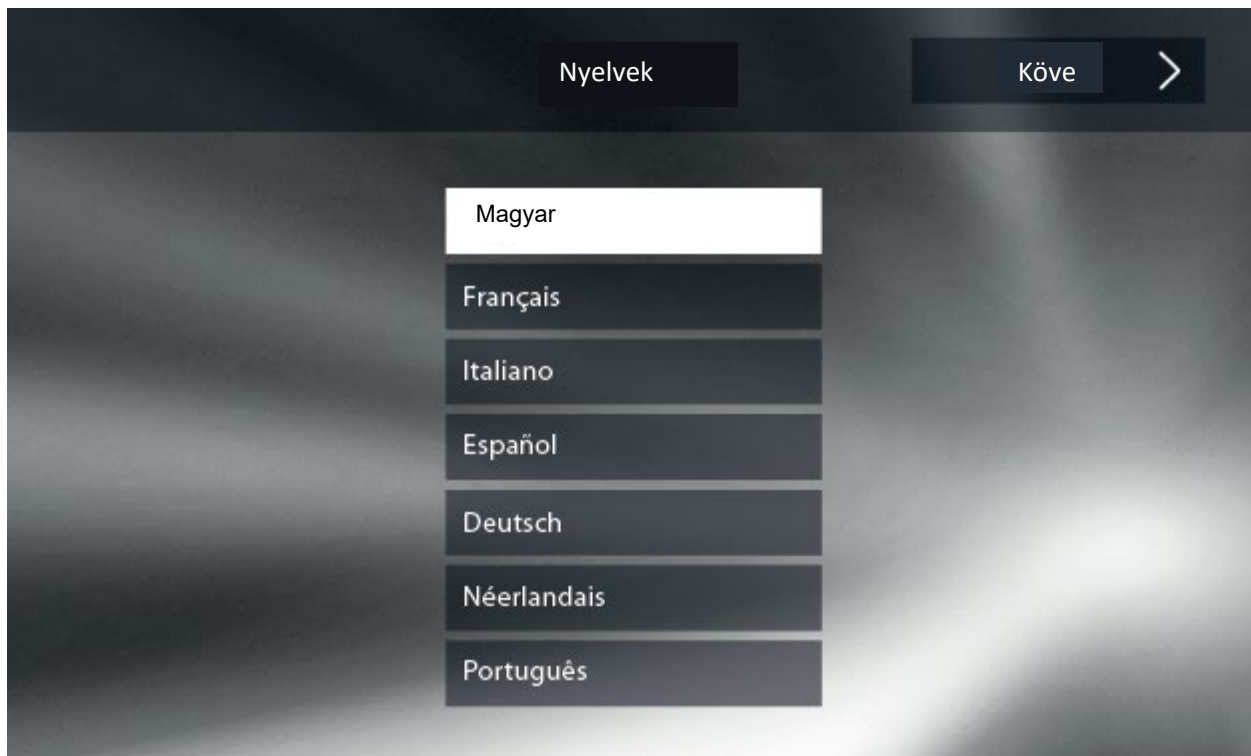 Nyelvek
Köve
Magyar
Français
Italiano
Español
Deutsch
Néerlandais
Português